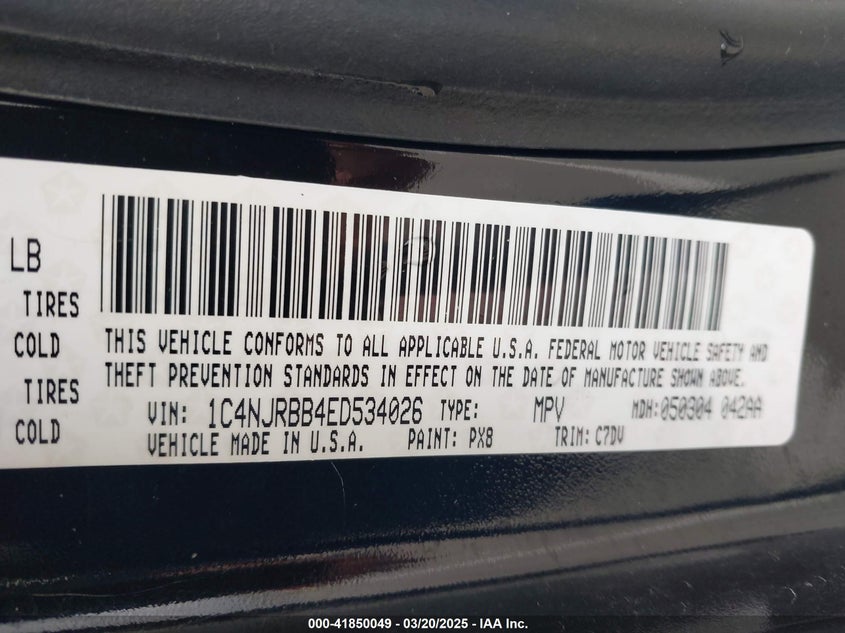 LB
TIRES
COLD
TIRES
COLD
THIS VEHICLE CONFORMS TO ALL APPLICABLE U.S.A. FEDERAL MOTOR VEHICLE SAFETY AND
THEFT PREVENTION STANDARDS IN EFFECT ON THE DATE OF MANUFACTURE SHOWN ABOVE.
VIN: 1C4NJRBB4ED534026 TYPE: MPV MDH:050304 042AA
VEHICLE MADE IN U.S.A. PAINT: PX8 TRIM: C7DV
000-41850049 - 03/20/2025 - IAA Inc.